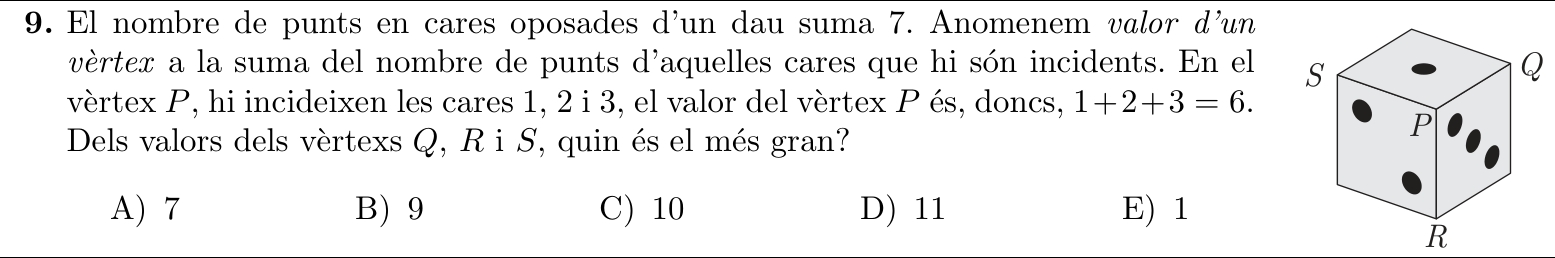 9. El nombre de punts en cares oposades d'un dau suma 7. Anomenem valor d'un
vèrtex a la suma del nombre de punts d'aquelles cares que hi són incidents. En el
vèrtex P, hi incideixen les cares 1, 2 i 3, el valor del vèrtex P és, doncs, 1+2+3 = 6.
Dels valors dels vèrtexs Q, R i S, quin és el més gran?
A) 7 B) 9 C) 10 D) 11 E) 1
S
Q
P
R